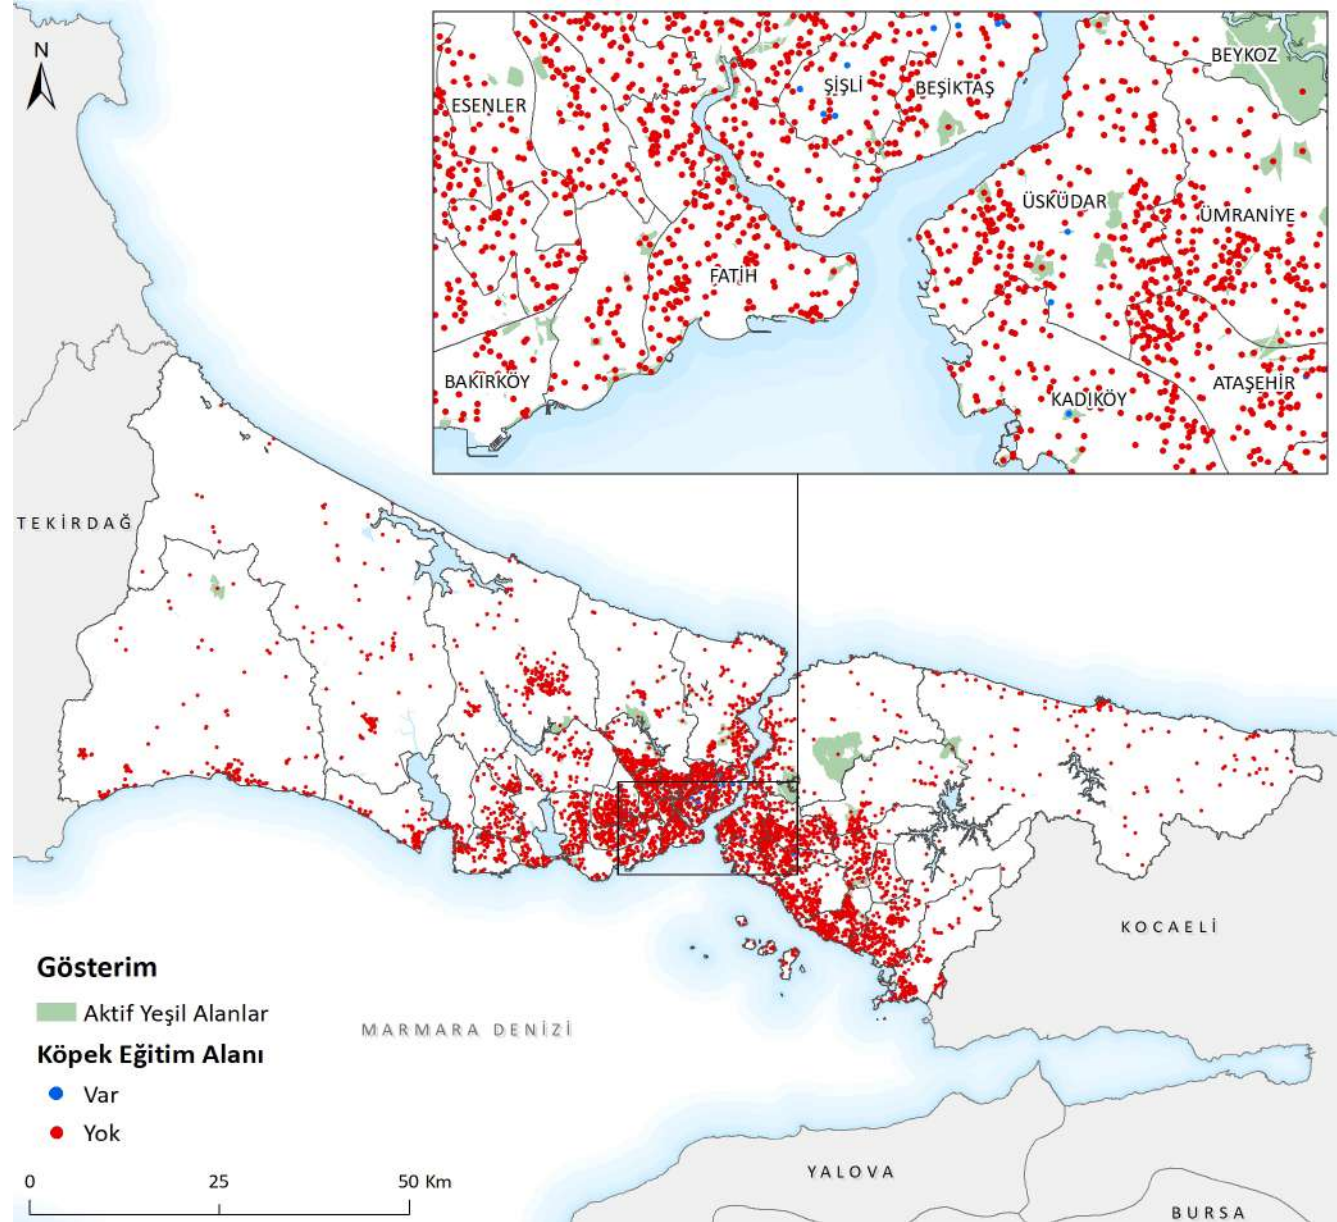 N
BEYKOZ
ŞİŞLİ
BEŞİKTAŞ
ESENLER
ÜSKÜDAR
ÜMRANİYE
FATİH
BAKIRKÖY
ATAŞEHİR
KADIKÖY
TEKİRDAĞ
KOCAELİ
Gösterim
Aktif Yeşil Alanlar
MARMARA DENİZİ
Köpek Eğitim Alanı
Var
Yok
0 25 50 Km
YALOVA
BURSA